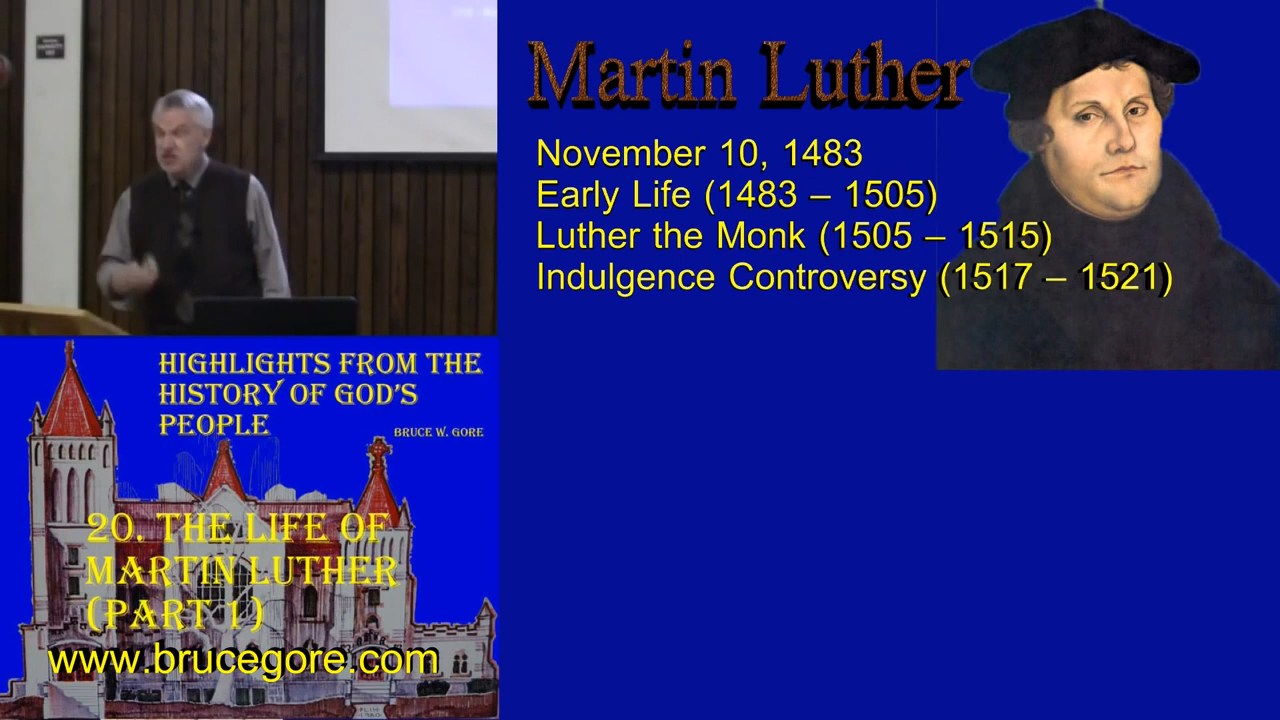 Martin Luther
November 10, 1483
Early Life (1483 – 1505)
Luther the Monk (1505 – 1515)
Indulgence Controversy (1517 – 1521)
HIGHLIGHTS FROM THE
HISTORY OF GOD'S
PEOPLE
BRUCE W. GORE
20. THE LIFE OF
MARTIN LUTHER
(PART 1)
www.brucegore.com